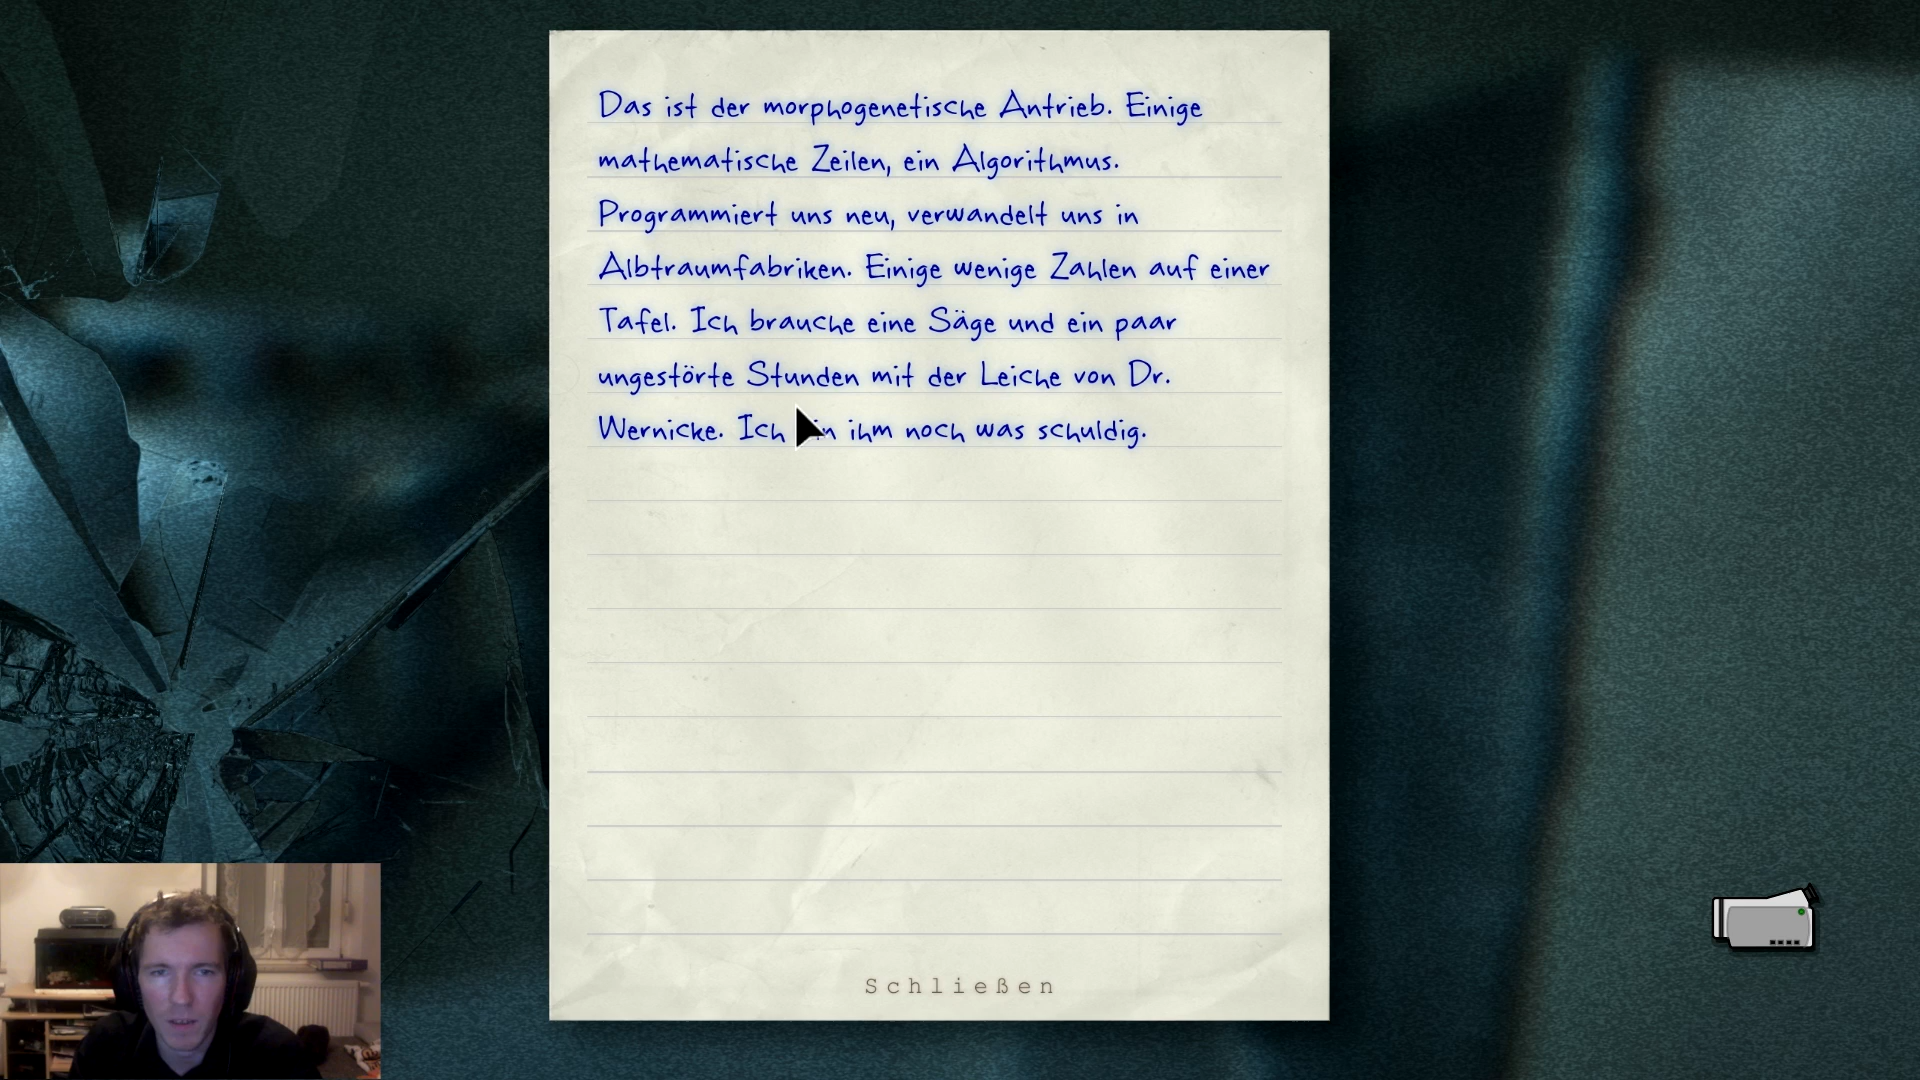 Das ist der morphogenetische Antrieb. Einige
mathematische Zeilen, ein Algorithmus.
Programmiert uns neu, verwandelt uns in
Albtraumfabriken. Einige wenige Zahlen auf einer
Tafel. Ich brauche eine Säge und ein paar
ungestörte Stunden mit der Leiche von Dr.
Wernicke. Ich ihm noch was schuldig.
Schließen